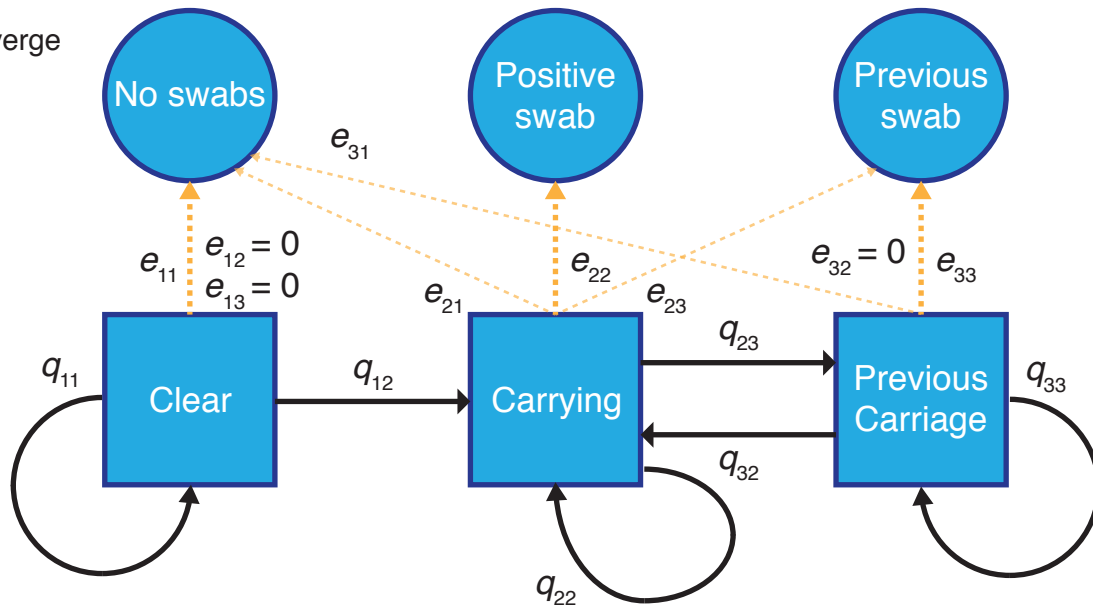 verge
No swabs
Positive
swab
Previous
swab
e31
e11
e12 = 0
e13 = 0
e21
e22
e23
e32 = 0
e33
q11
Clear
q12
Carrying
q23
q32
Previous
Carriage
q33
q22